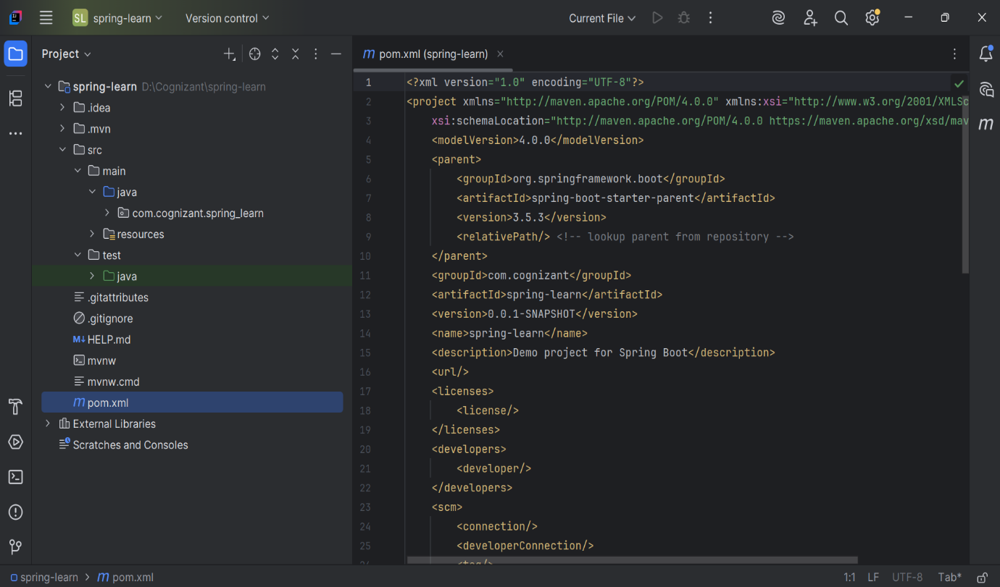 SL spring-learn Version control Current File
Project
pom.xml (spring-learn)
spring-learn D:\Cognizant\spring-learn
.idea
.mvn
src
main
java
com.cognizant.spring_learn
resources
test
java
.gitattributes
.gitignore
M↓ HELP.md
mvnw
mvnw.cmd
m pom.xml
External Libraries
Scratches and Consoles
1 <?xml version="1.0" encoding="UTF-8"?>
2 <project xmlns="http://maven.apache.org/POM/4.0.0" xmlns:xsi="http://www.w3.org/2001/XMLSc
3 xsi:schemaLocation="http://maven.apache.org/POM/4.0.0 https://maven.apache.org/xsd/mav
4 <modelVersion>4.0.0</modelVersion>
5 <parent>
6 <groupId>org.springframework.boot</groupId>
7 <artifactId>spring-boot-starter-parent</artifactId>
8 <version>3.5.3</version>
9 <relativePath/> <!-- lookup parent from repository -->
10 </parent>
11 <groupId>com.cognizant</groupId>
12 <artifactId>spring-learn</artifactId>
13 <version>0.0.1-SNAPSHOT</version>
14 <name>spring-learn</name>
15 <description>Demo project for Spring Boot</description>
16 <url/>
17 <licenses>
18 <license/>
19 </licenses>
20 <developers>
21 <developer/>
22 </developers>
23 <scm>
24 <connection/>
25 <developerConnection/>
26 <tag/>
spring-learn > m pom.xml 1:1 LF UTF-8 Tab*